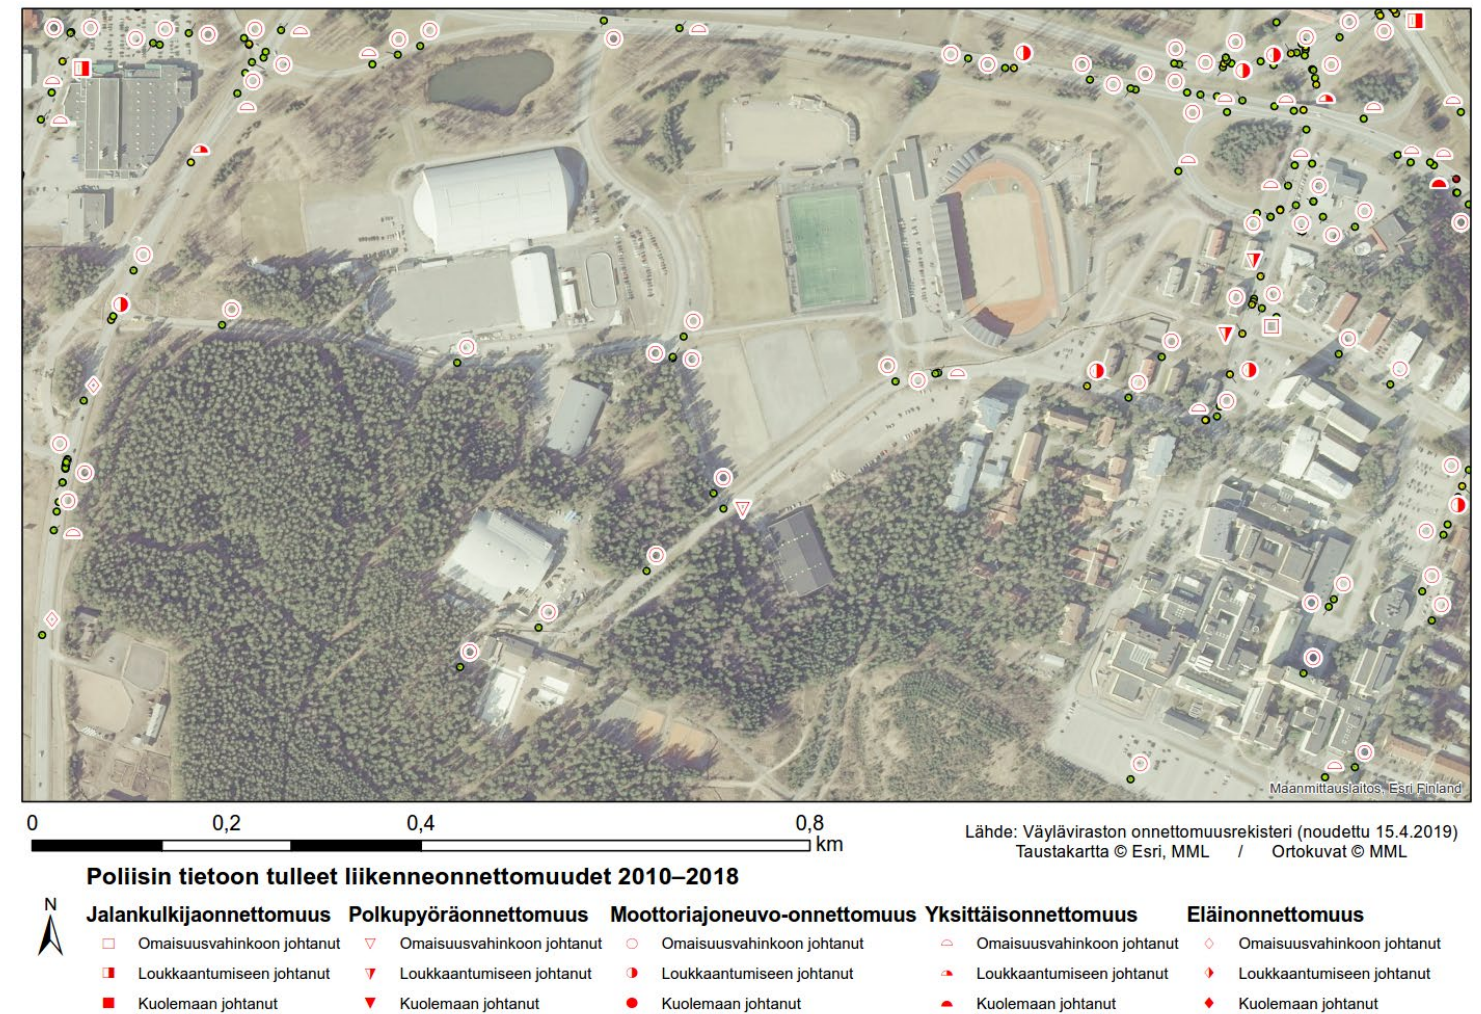 Maanmittauslaitos, Esri Finland
0 0,2 0,4 0,8
km
Lähde: Väyläviraston onnettomuusrekisteri (noudettu 15.4.2019)
Taustakartta © Esri, MML / Ortokuvat © MML
Poliisin tietoon tulleet liikenneonnettomuudet 2010–2018
N
Jalankulkijaonnettomuus Polkupyöräonnettomuus Moottoriajoneuvo-onnettomuus Yksittäisonnettomuus Eläinonnettomuus
Omaisuusvahinkoon johtanut Omaisuusvahinkoon johtanut Omaisuusvahinkoon johtanut Omaisuusvahinkoon johtanut Omaisuusvahinkoon johtanut
Loukkaantumiseen johtanut Loukkaantumiseen johtanut Loukkaantumiseen johtanut Loukkaantumiseen johtanut Loukkaantumiseen johtanut
Kuolemaan johtanut Kuolemaan johtanut Kuolemaan johtanut Kuolemaan johtanut Kuolemaan johtanut